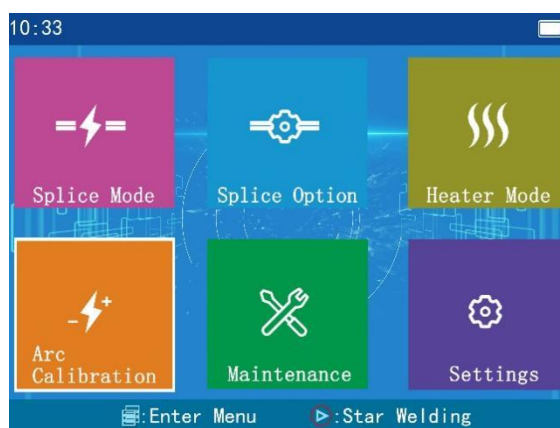 10:33
Splice Mode
Splice Option
Heater Mode
Arc
Calibration
Maintenance
Settings
:Enter Menu :Star Welding